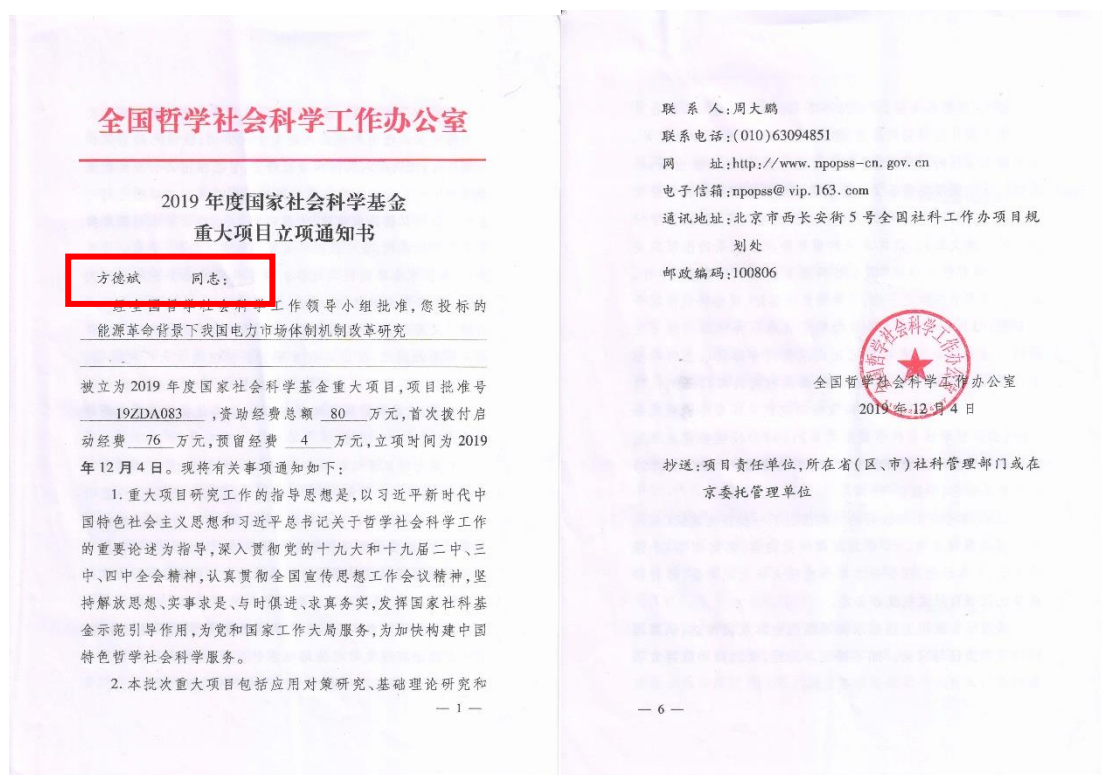 全国哲学社会科学工作办公室
2019 年度国家社会科学基金
重大项目立项通知书
方德斌 同志:
经全国哲学社会科学工作领导小组批准,您投标的
能源革命背景下我国电力市场体制机制改革研究
被立为 2019 年度国家社会科学基金重大项目,项目批准号
19ZDA083 ,资助经费总额 80 万元,首次拨付启
动经费 76 万元,预留经费 4 万元,立项时间为 2019
年 12 月 4 日。现将有关事项通知如下:
1. 重大项目研究工作的指导思想是,以习近平新时代中
国特色社会主义思想和习近平总书记关于哲学社会科学工作
的重要论述为指导,深入贯彻党的十九大和十九届二中、三
中、四中全会精神,认真贯彻全国宣传思想工作会议精神,坚
持解放思想、实事求是、与时俱进、求真务实,发挥国家社科基
金示范引导作用,为党和国家工作大局服务,为加快构建中国
特色哲学社会科学服务。
2. 本批次重大项目包括应用对策研究、基础理论研究和
— 1 —
联 系 人:周大鹏
联系电话:(010)63094851
网 址:http://www.npopss-cn.gov.cn
电子信箱:npopss@vip.163.com
通讯地址:北京市西长安街 5 号全国社科工作办项目规
划处
邮政编码:100806
全国哲学社会科学工作办公室
全国哲学社会科学工作办公室
2019 年 12 月 4 日
抄送:项目责任单位,所在省(区、市)社科管理部门或在
京委托管理单位
— 6 —